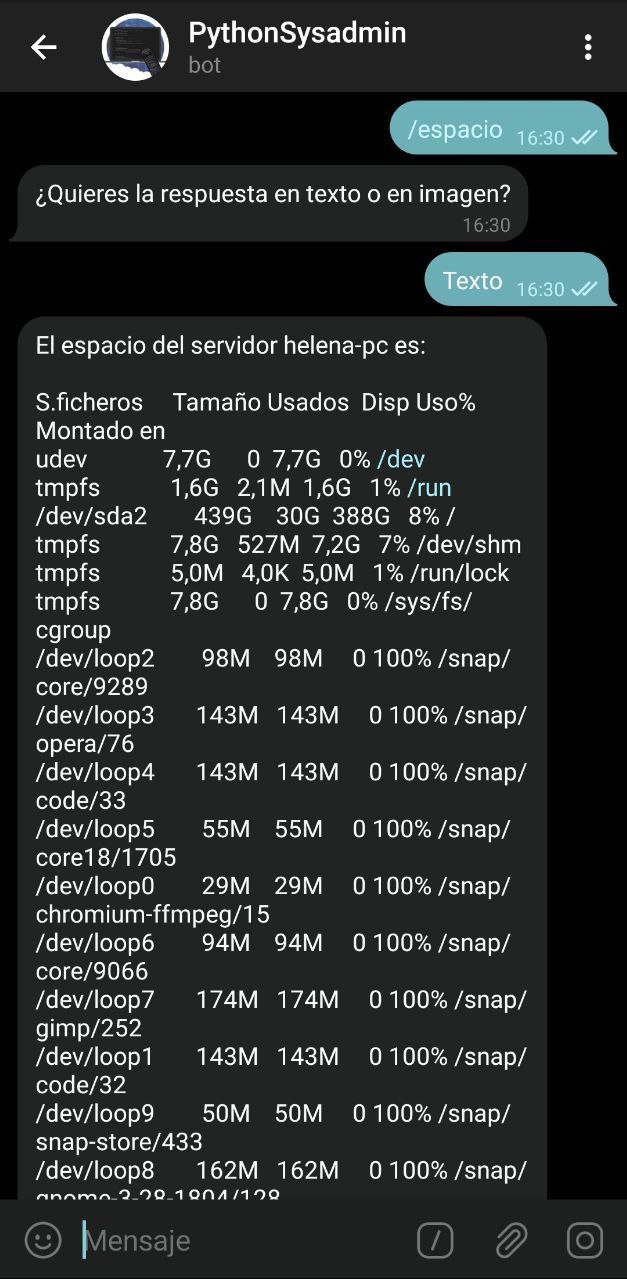 PythonSysadmin
bot
/espacio 16:30
¿Quieres la respuesta en texto o en imagen?
16:30
Texto 16:30
El espacio del servidor helena-pc es:
S.ficheros Tamaño Usados Disp Uso%
Montado en
udev 7,7G 0 7,7G 0% /dev
tmpfs 1,6G 2,1M 1,6G 1% /run
/dev/sda2 439G 30G 388G 8% /
tmpfs 7,8G 527M 7,2G 7% /dev/shm
tmpfs 5,0M 4,0K 5,0M 1% /run/lock
tmpfs 7,8G 0 7,8G 0% /sys/fs/
cgroup
/dev/loop2 98M 98M 0 100% /snap/
core/9289
/dev/loop3 143M 143M 0 100% /snap/
opera/76
/dev/loop4 143M 143M 0 100% /snap/
code/33
/dev/loop5 55M 55M 0 100% /snap/
core18/1705
/dev/loop0 29M 29M 0 100% /snap/
chromium-ffmpeg/15
/dev/loop6 94M 94M 0 100% /snap/
core/9066
/dev/loop7 174M 174M 0 100% /snap/
gimp/252
/dev/loop1 143M 143M 0 100% /snap/
code/32
/dev/loop9 50M 50M 0 100% /snap/
snap-store/433
/dev/loop8 162M 162M 0 100% /snap/
gnome-3-28-1804/128
Mensaje